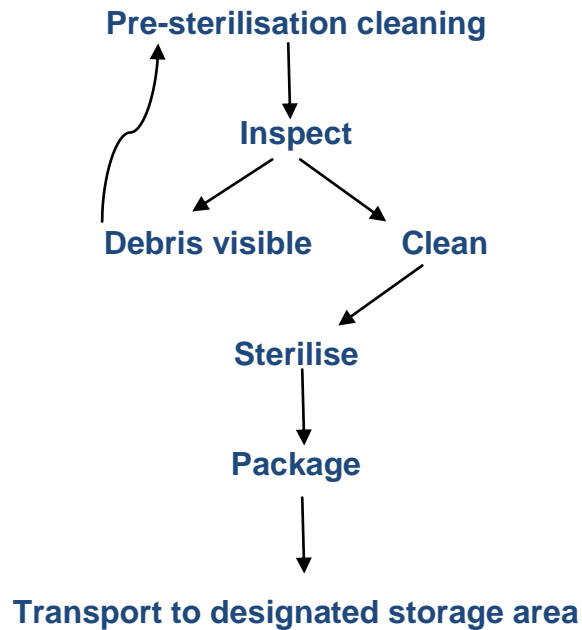 Pre-sterilisation cleaning
Inspect
Debris visible
Clean
Sterilise
Package
Transport to designated storage area